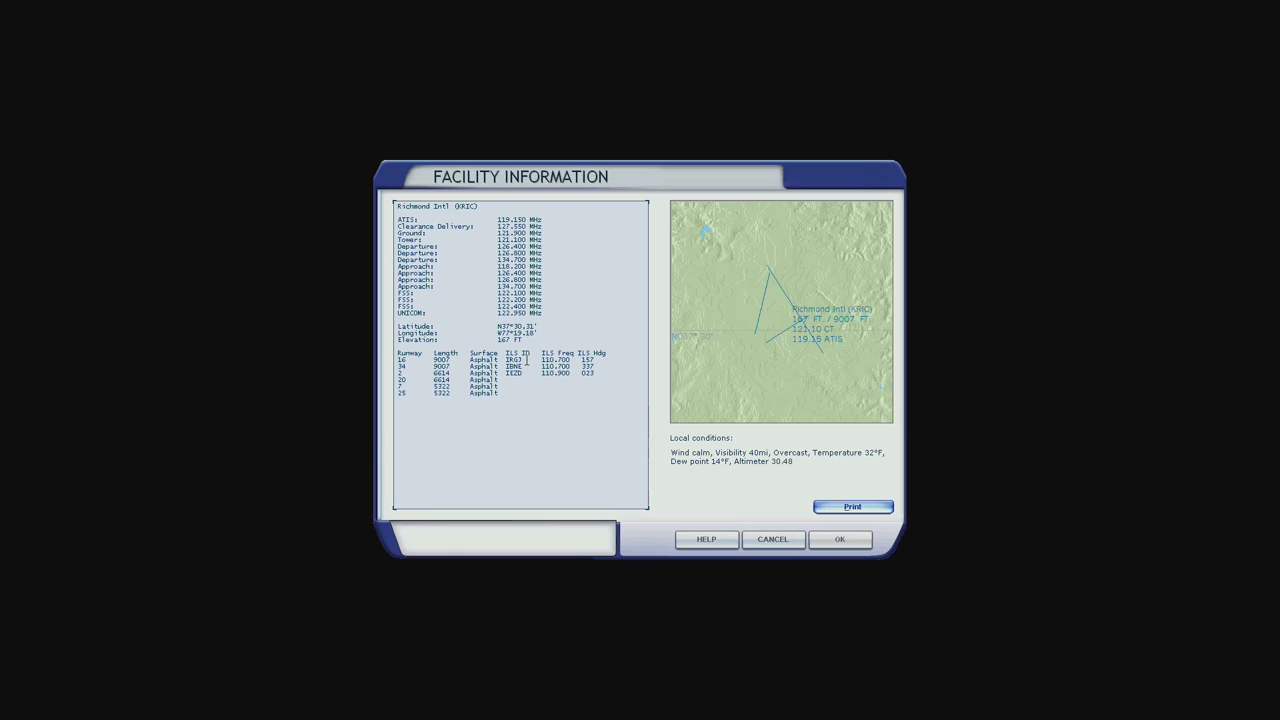 FACILITY INFORMATION
Richmond Intl (KRIC)
ATIS: 119.150 MHz
Clearance Delivery: 127.550 MHz
Ground: 121.900 MHz
Tower: 121.100 MHz
Departure: 126.400 MHz
Departure: 126.800 MHz
Departure: 134.700 MHz
Approach: 118.200 MHz
Approach: 126.400 MHz
Approach: 126.800 MHz
Approach: 134.700 MHz
FSS: 122.100 MHz
FSS: 122.200 MHz
FSS: 122.400 MHz
UNICOM: 122.950 MHz
Latitude: N37°30.31'
Longitude: W77°19.18'
Elevation: 167 FT
Runway Length Surface ILS ID ILS Freq ILS Hdg
16 9007 Asphalt IRGJ 110.700 157
34 9007 Asphalt IBNE 110.700 337
2 6614 Asphalt IEZD 110.900 023
20 6614 Asphalt
7 5322 Asphalt
25 5322 Asphalt
Richmond Intl (KRIC)
167 FT. / 9007 FT
121.10 CT
119.15 ATIS
N037° 30'
Local conditions:
Wind calm, Visibility 40mi, Overcast, Temperature 32°F,
Dew point 14°F, Altimeter 30.48
Print
HELP CANCEL OK